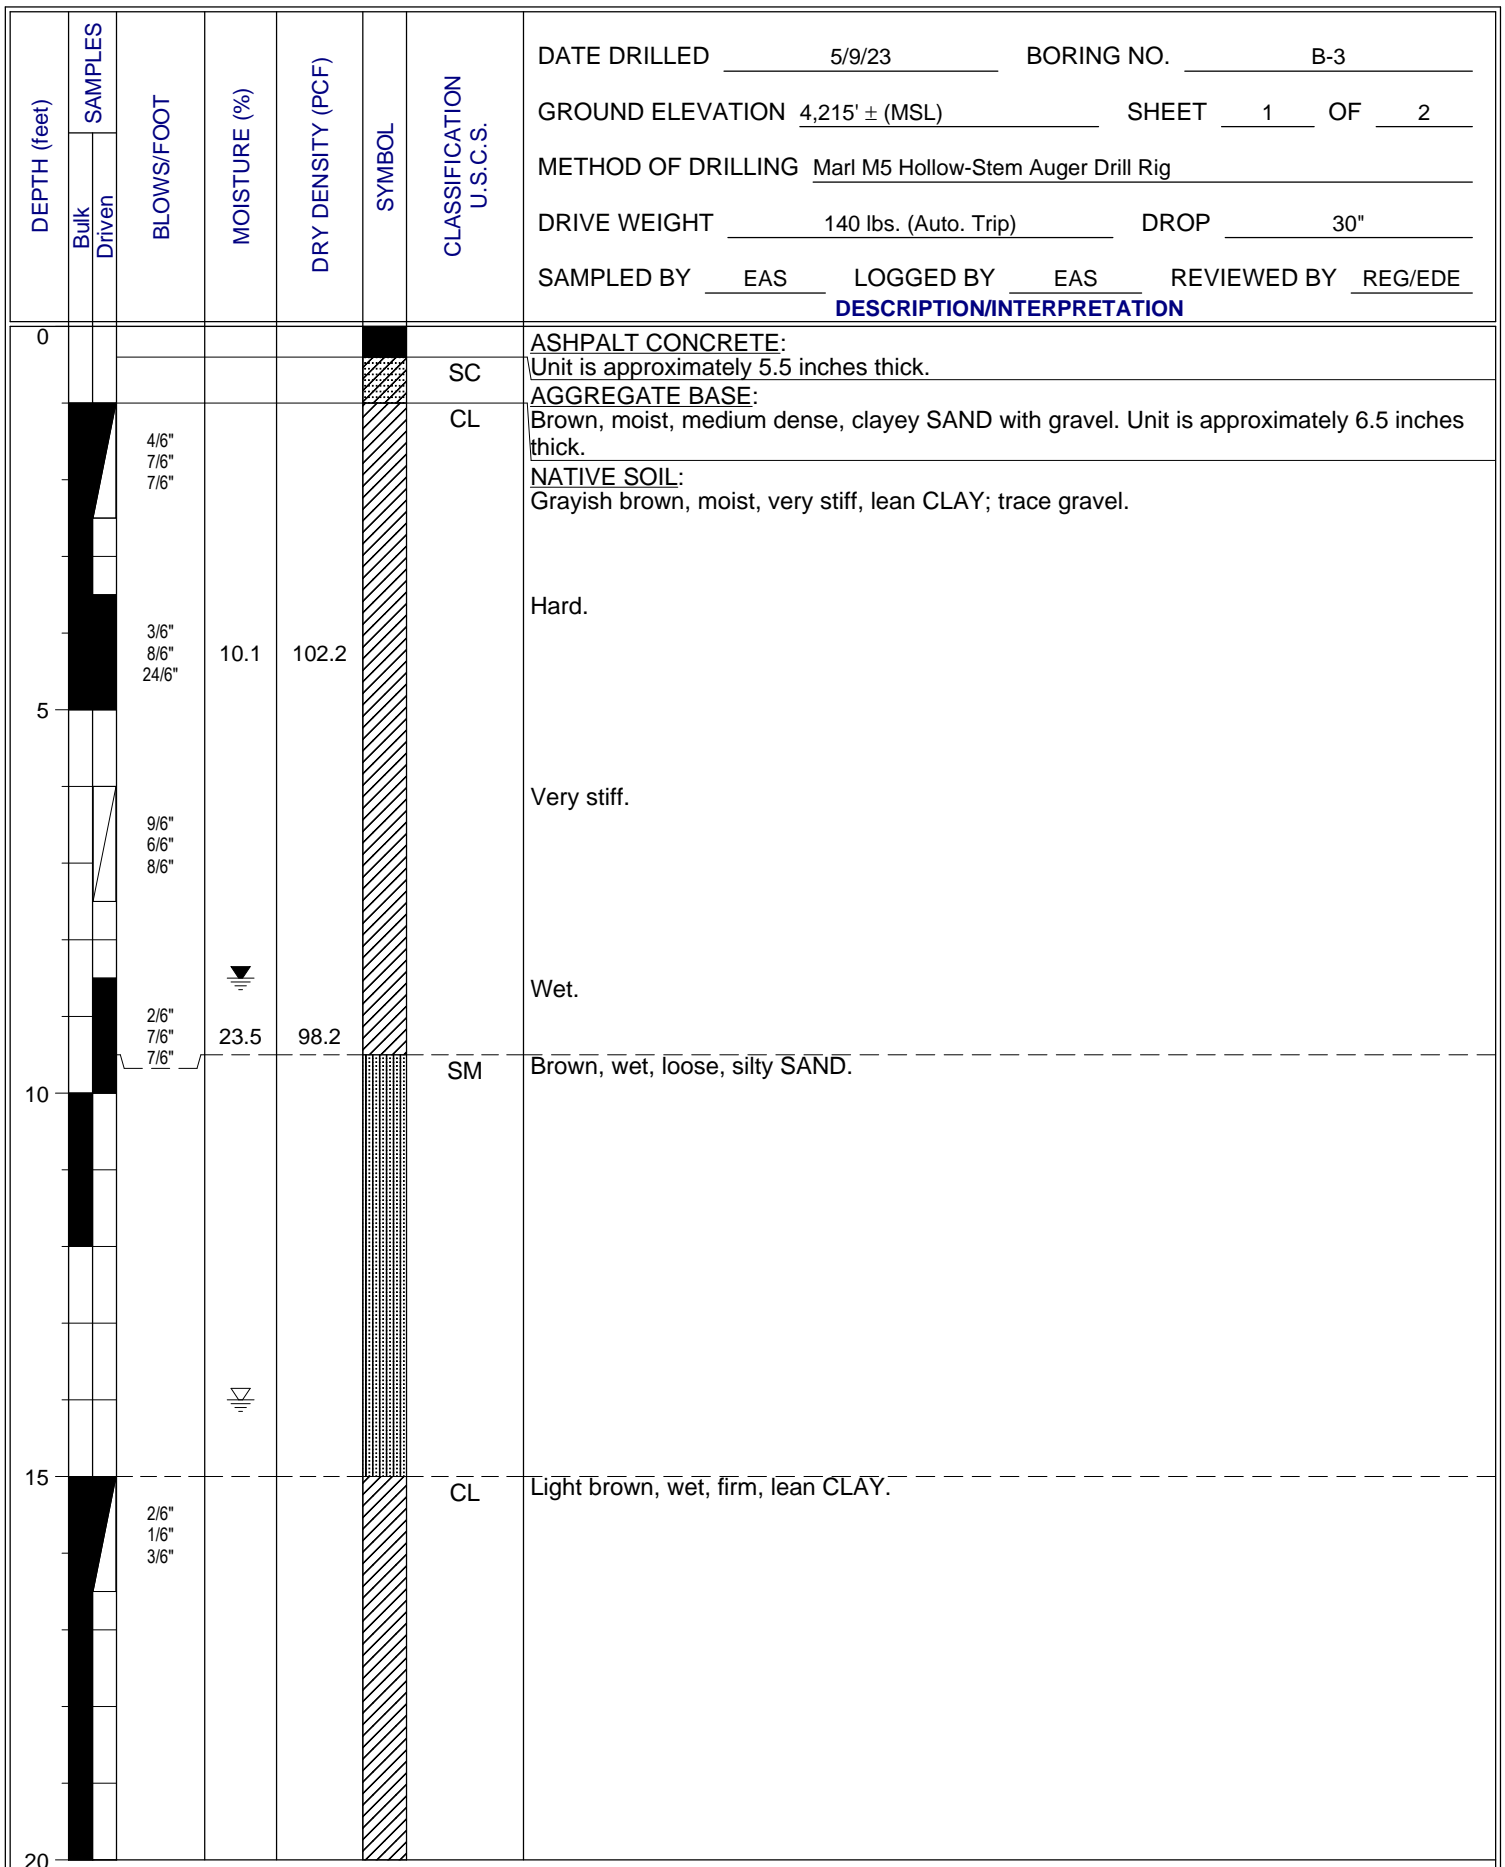 DEPTH (feet)
SAMPLES
Bulk
Driven
BLOWS/FOOT
MOISTURE (%)
DRY DENSITY (PCF)
SYMBOL
CLASSIFICATION
U.S.C.S.
DATE DRILLED 5/9/23 BORING NO. B-3
GROUND ELEVATION 4,215' ± (MSL) SHEET 1 OF 2
METHOD OF DRILLING Marl M5 Hollow-Stem Auger Drill Rig
DRIVE WEIGHT 140 lbs. (Auto. Trip) DROP 30"
SAMPLED BY EAS LOGGED BY EAS REVIEWED BY REG/EDE
DESCRIPTION/INTERPRETATION
0
ASHPALT CONCRETE:
SC Unit is approximately 5.5 inches thick.
AGGREGATE BASE:
CL Brown, moist, medium dense, clayey SAND with gravel. Unit is approximately 6.5 inches
thick.
4/6"
7/6"
7/6"
NATIVE SOIL:
Grayish brown, moist, very stiff, lean CLAY; trace gravel.
Hard.
3/6"
8/6" 10.1 102.2
24/6"
5
Very stiff.
9/6"
6/6"
8/6"
Wet.
2/6"
7/6" 23.5 98.2
7/6"
SM Brown, wet, loose, silty SAND.
10
15
CL Light brown, wet, firm, lean CLAY.
2/6"
1/6"
3/6"
20